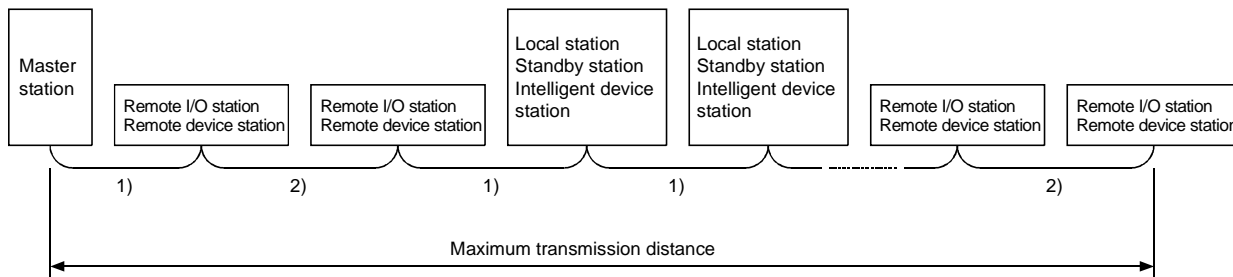 Master
station
Remote I/O station
Remote device station
Remote I/O station
Remote device station
Local station
Standby station
Intelligent device
station
Local station
Standby station
Intelligent device
station
Remote I/O station
Remote device station
Remote I/O station
Remote device station
1)
2)
1)
1)
2)
Maximum transmission distance